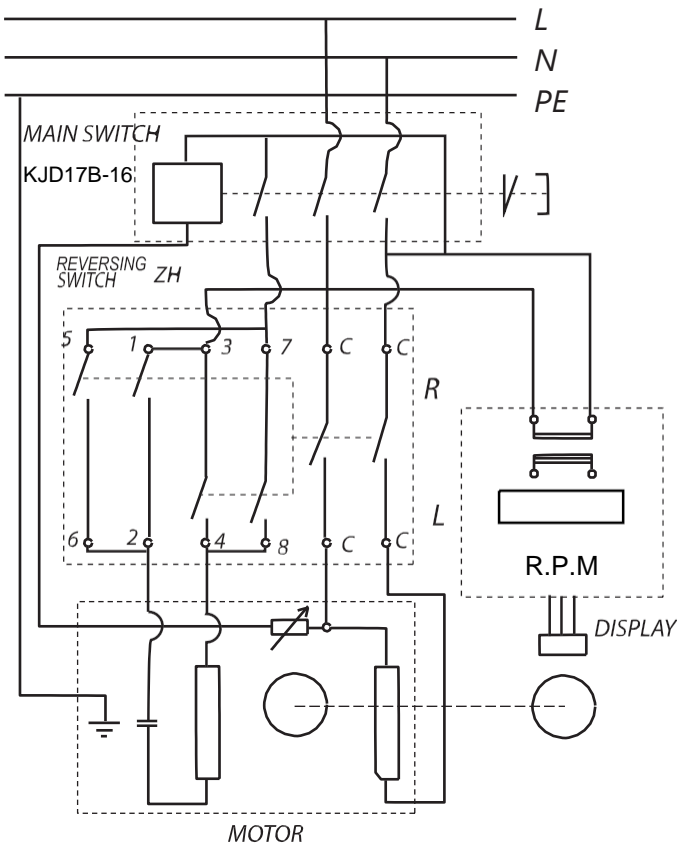 L
N
PE
MAIN SWITCH
KJD17B-16
REVERSING
SWITCH ZH
5 1 3 7 C C
R
L
6 2 4 8 C C
R.P.M
DISPLAY
MOTOR